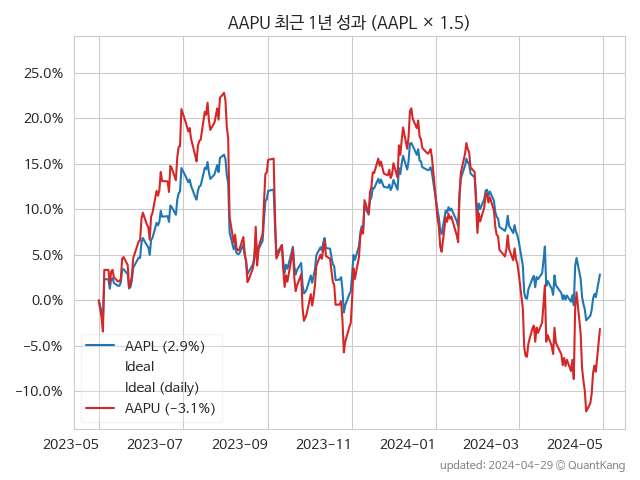 AAPU 최근 1년 성과 (AAPL × 1.5)
25.0%
20.0%
15.0%
10.0%
5.0%
0.0%
−5.0%
−10.0%
AAPL (2.9%)
Ideal
Ideal (daily)
AAPU (−3.1%)
2023-05 2023-07 2023-09 2023-11 2024-01 2024-03 2024-05
updated: 2024-04-29 © QuantKang